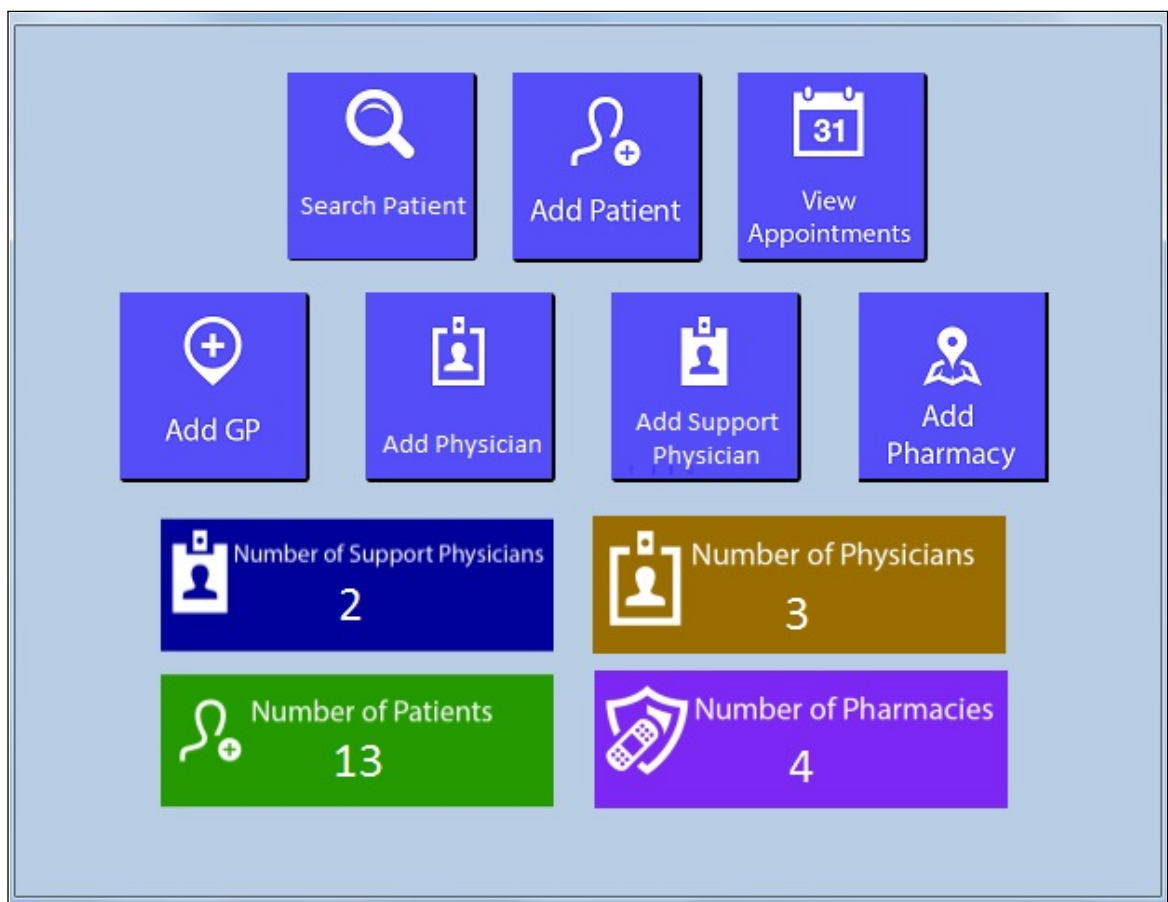 Search Patient
Add Patient
31
View
Appointments
Add GP
Add Physician
Add Support
Physician
Add
Pharmacy
Number of Support Physicians
2
Number of Physicians
3
Number of Patients
13
Number of Pharmacies
4